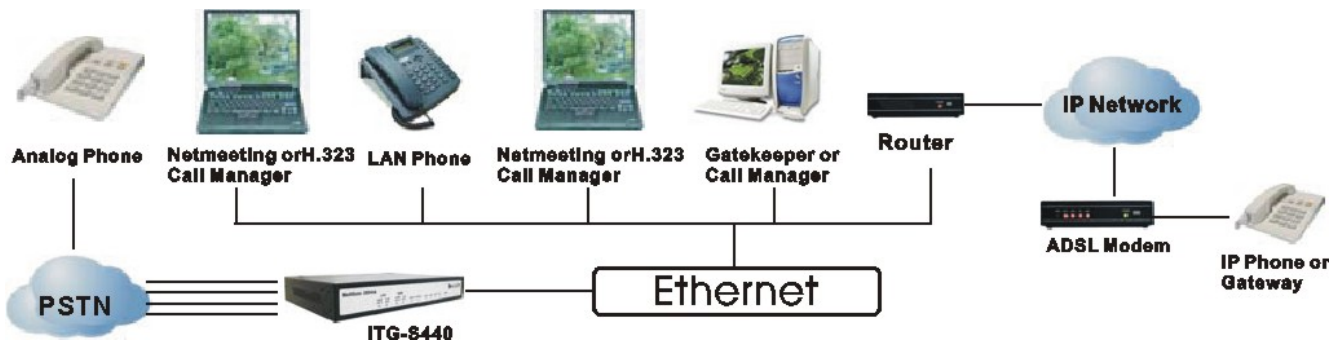 Analog Phone
Netmeeting orH.323
Call Manager
LAN Phone
Netmeeting orH.323
Call Manager
Gatekeeper or
Call Manager
Router
IP Network
ADSL Modem
IP Phone or
Gateway
PSTN
ITG-S440
Ethernet